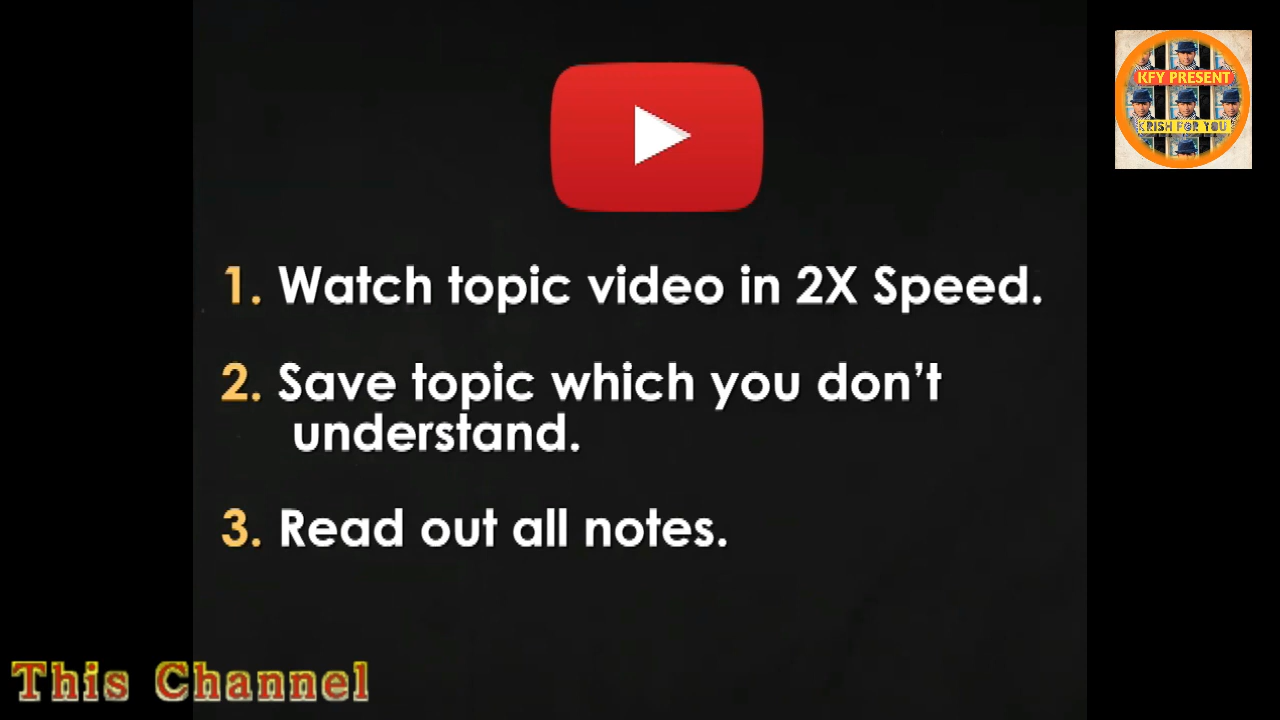 KFY PRESENT
KRISH FOR YOU
1. Watch topic video in 2X Speed.
2. Save topic which you don’t
understand.
3. Read out all notes.
This Channel